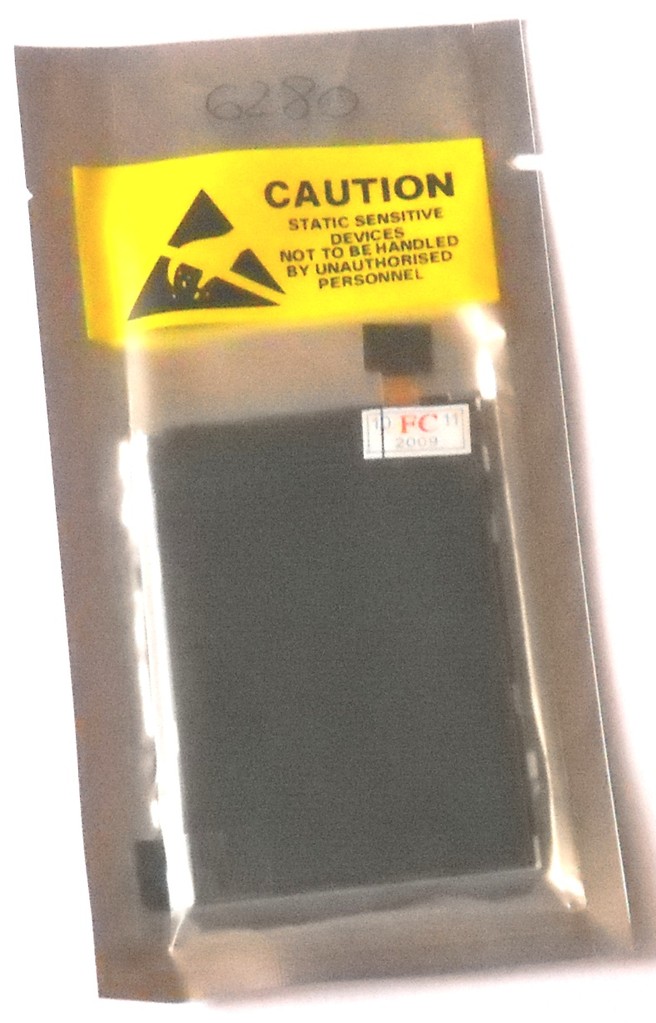 6280
CAUTION
STATIC SENSITIVE
DEVICES
NOT TO BE HANDLED
BY UNAUTHORISED
PERSONNEL
10 FC 11
2009